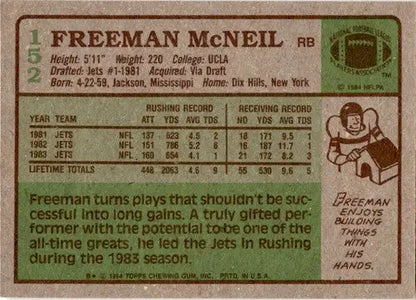 152
FREEMAN McNEIL RB
Height: 5'11" Weight: 220 College: UCLA
Drafted: Jets #1-1981 Acquired: Via Draft
Born: 4-22-59, Jackson, Mississippi Home: Dix Hills, New York
NATIONAL FOOTBALL LEAGUE
PLAYERS ASSOCIATION
TM
© 1984 NFLPA
RUSHING RECORD RECEIVING RECORD
YEAR TEAM ATT YDS AVG TDS NO YDS AVG TDS
1981 JETS NFL 137 623 4.5 2 18 171 9.5 1
1982 JETS NFL 151 786 5.2 6 16 187 11.7 1
1983 JETS NFL 160 654 4.1 1 21 172 8.2 3
LIFETIME TOTALS 448 2063 4.6 9 55 530 9.6 5
Freeman turns plays that shouldn't be suc-
cessful into long gains. A truly gifted per-
former with the potential to be one of the
all-time greats, he led the Jets in Rushing
during the 1983 season.
FREEMAN
ENJOYS
BUILDING
THINGS
WITH
HIS
HANDS.
B* © 1984 TOPPS CHEWING GUM, INC. PRTD. IN U.S.A.